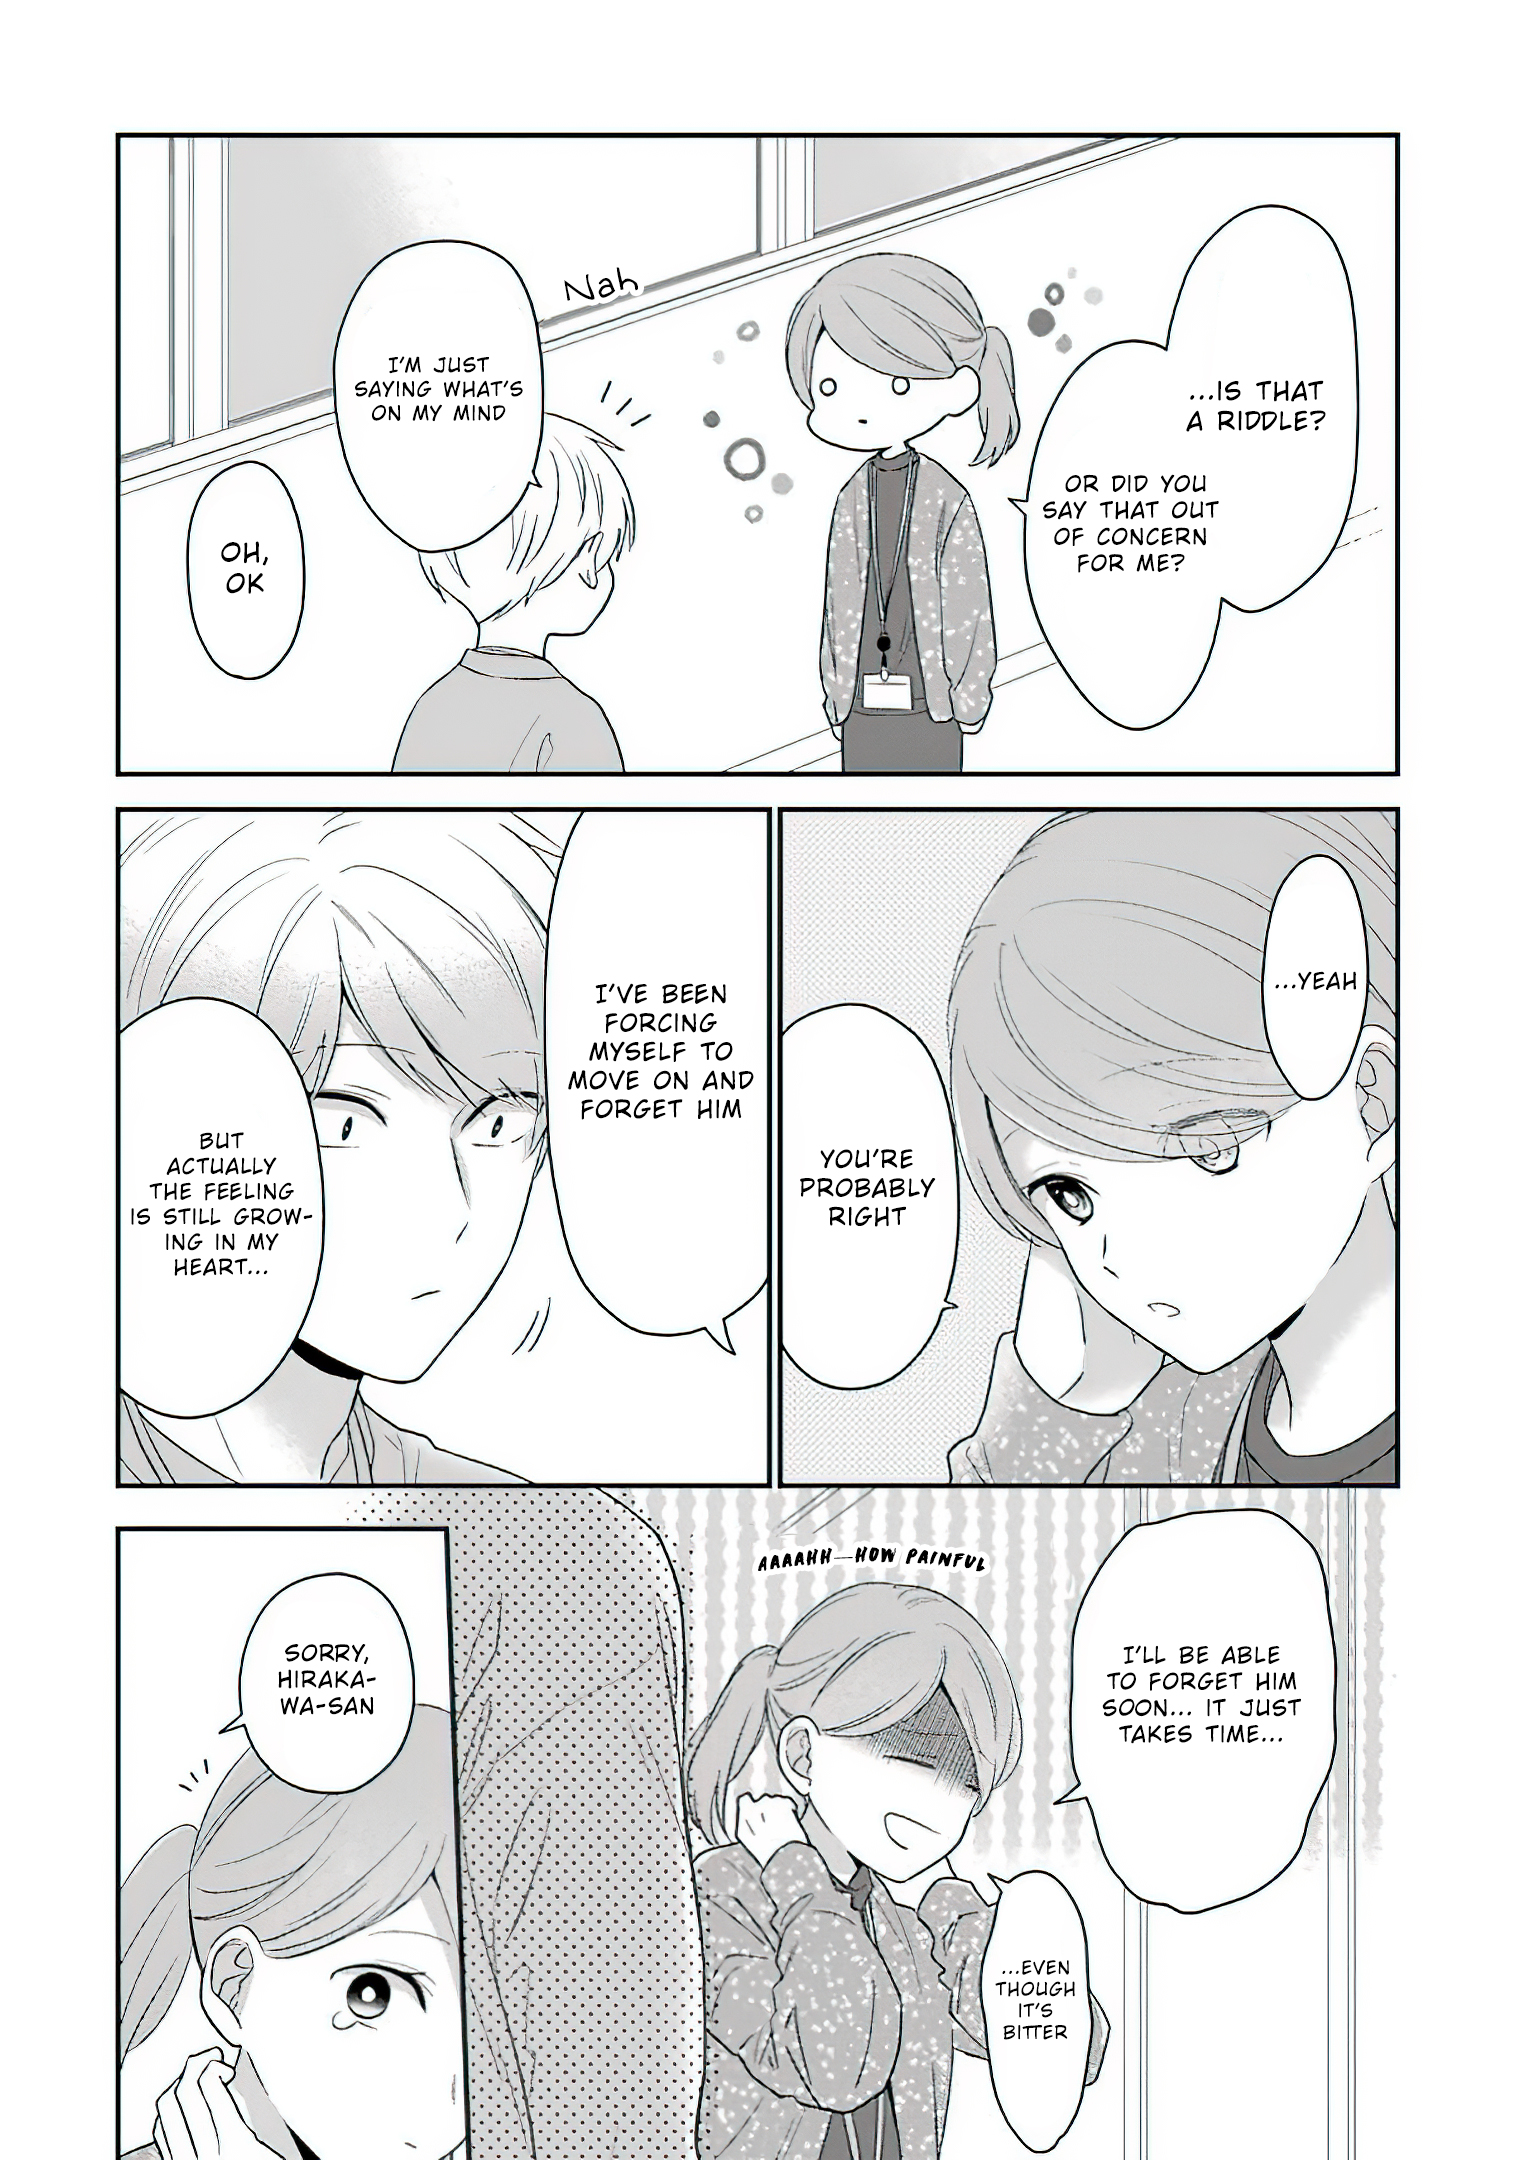 ...IS THAT
A RIDDLE?
OR DID YOU
SAY THAT OUT
OF CONCERN
FOR ME?
Nah
I'M JUST
SAYING WHAT'S
ON MY MIND
OH,
OK
...YEAH
YOU'RE
PROBABLY
RIGHT
I'VE BEEN
FORCING
MYSELF TO
MOVE ON AND
FORGET HIM
BUT
ACTUALLY
THE FEELING
IS STILL GROW-
ING IN MY
HEART...
I'LL BE ABLE
TO FORGET HIM
SOON... IT JUST
TAKES TIME...
AAAAHH—HOW PAINFUL
...EVEN
THOUGH
IT'S
BITTER
SORRY,
HIRAKA-
WA-SAN